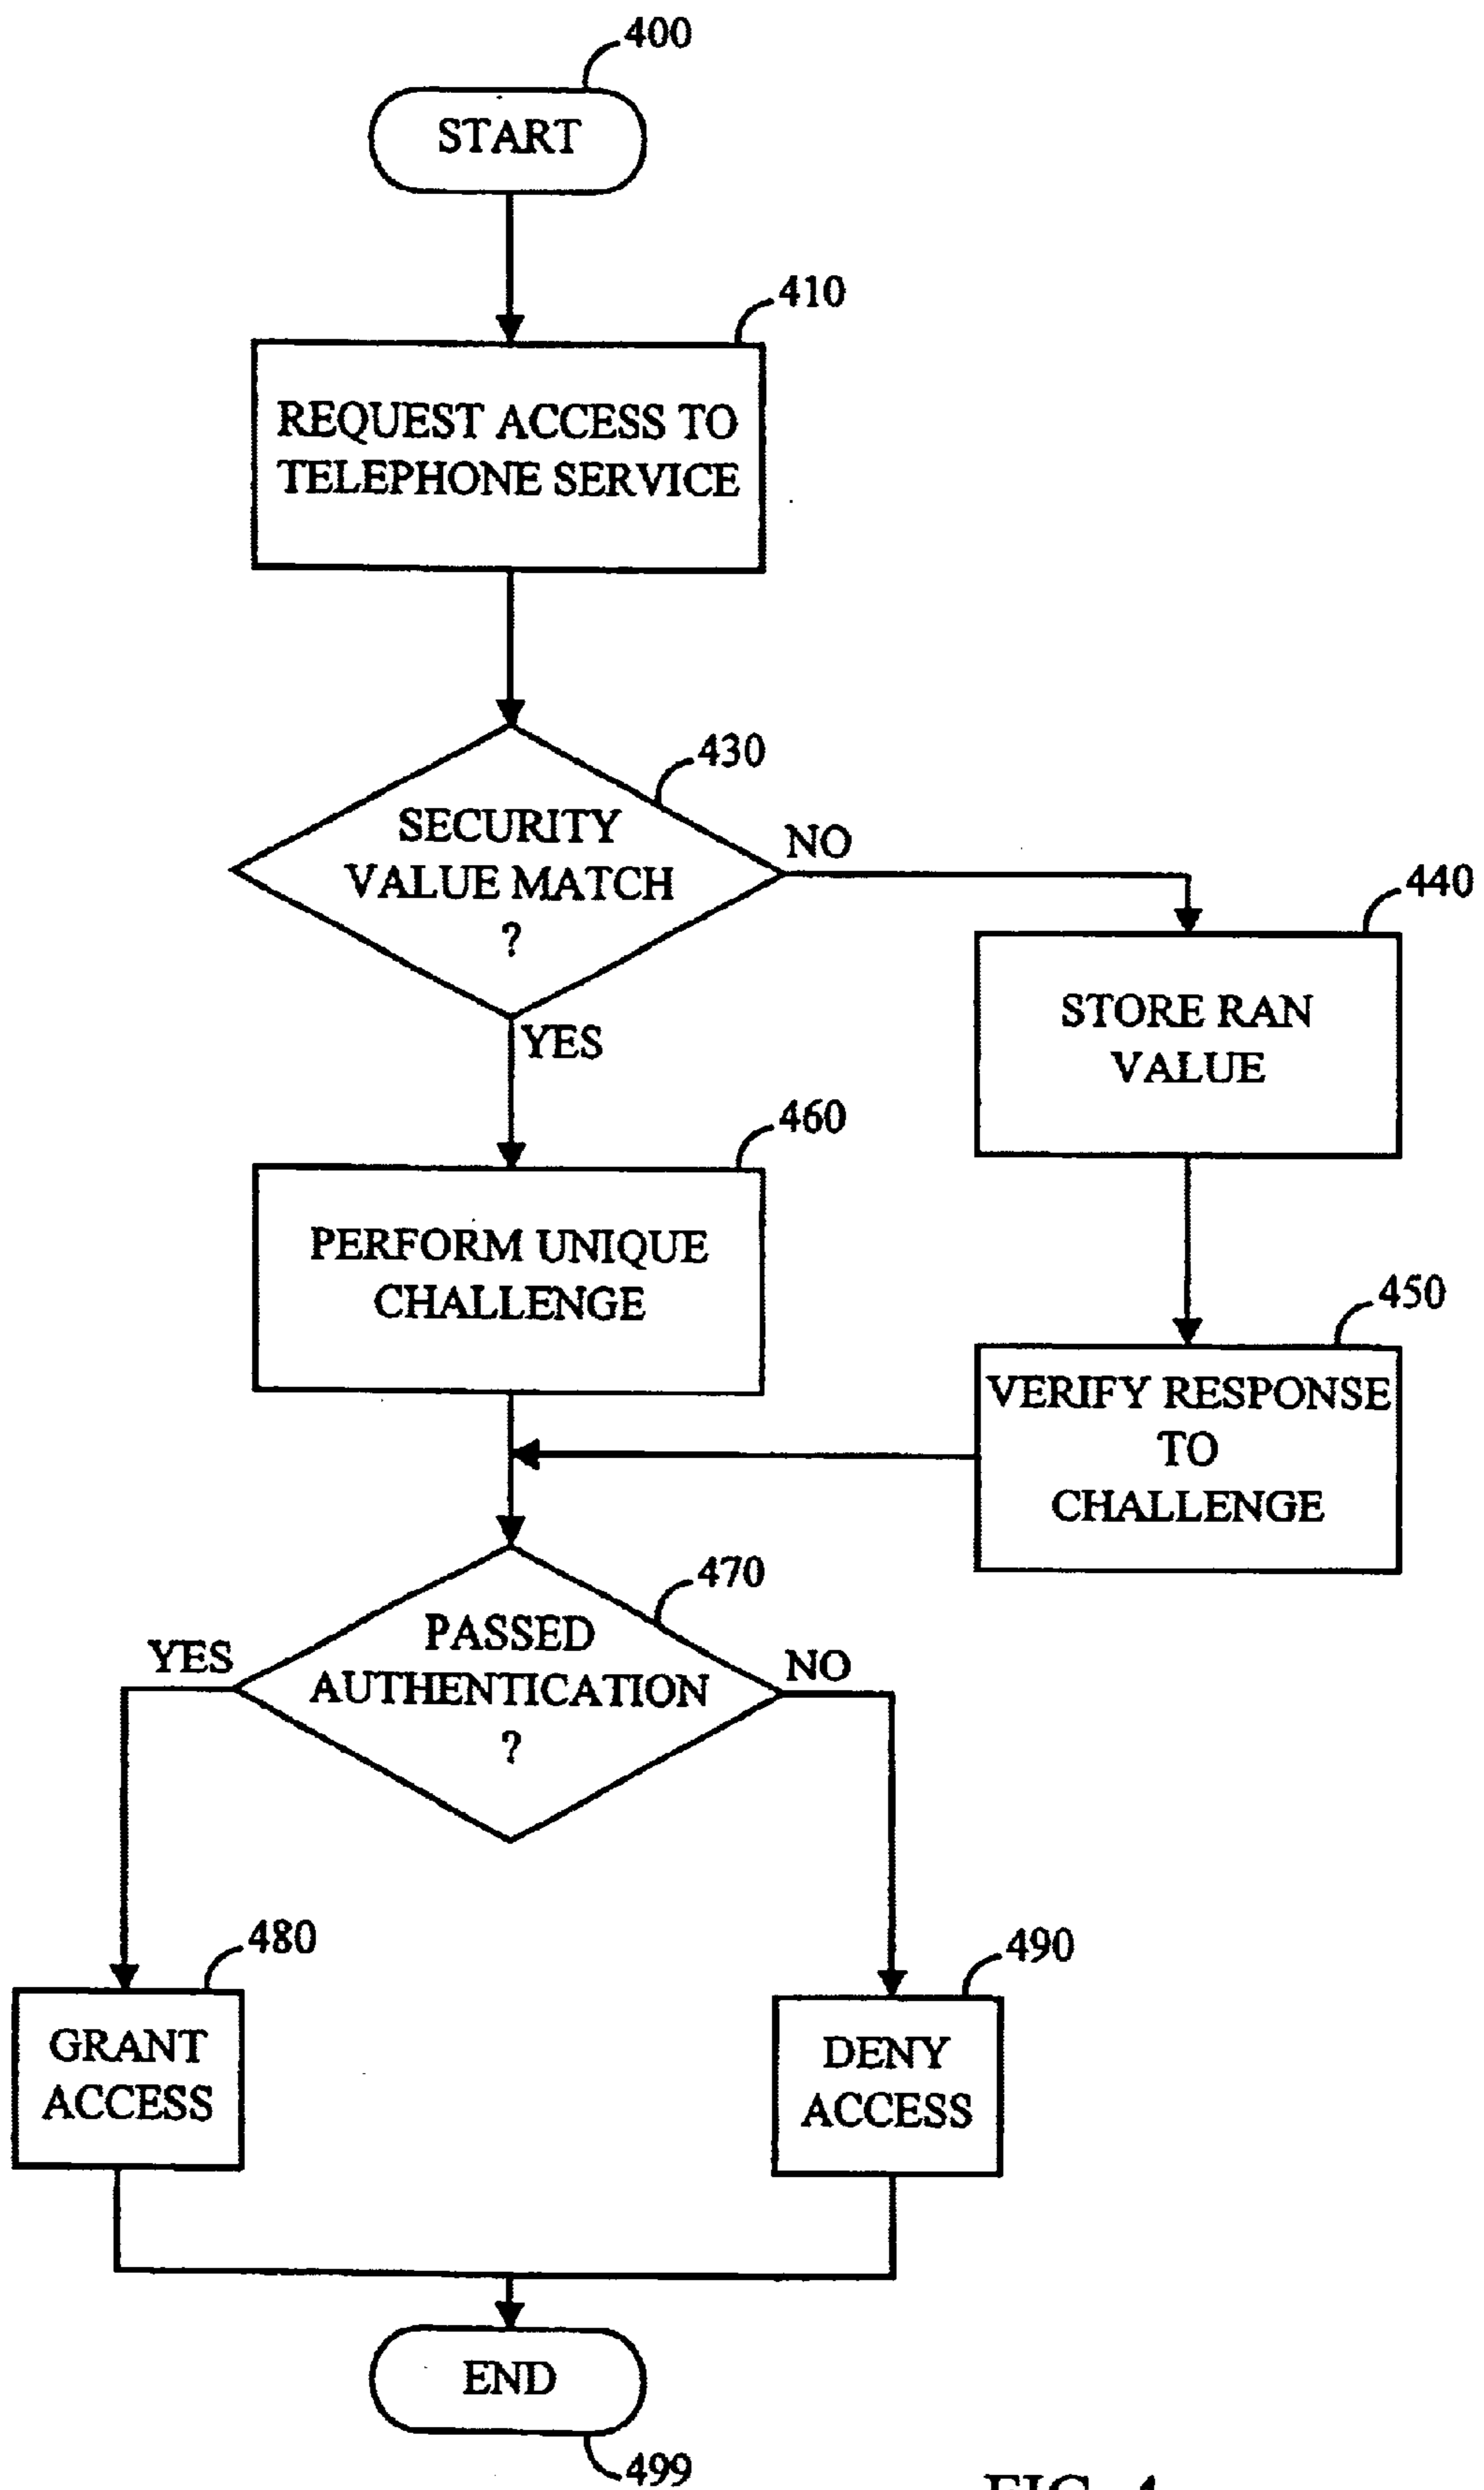 400
START
410
REQUEST ACCESS TO
TELEPHONE SERVICE
430
SECURITY
VALUE MATCH
?
NO
YES
440
STORE RAN
VALUE
460
PERFORM UNIQUE
CHALLENGE
450
VERIFY RESPONSE
TO
CHALLENGE
470
PASSED
AUTHENTICATION
?
YES
NO
480
GRANT
ACCESS
490
DENY
ACCESS
END
499
FIG. 4